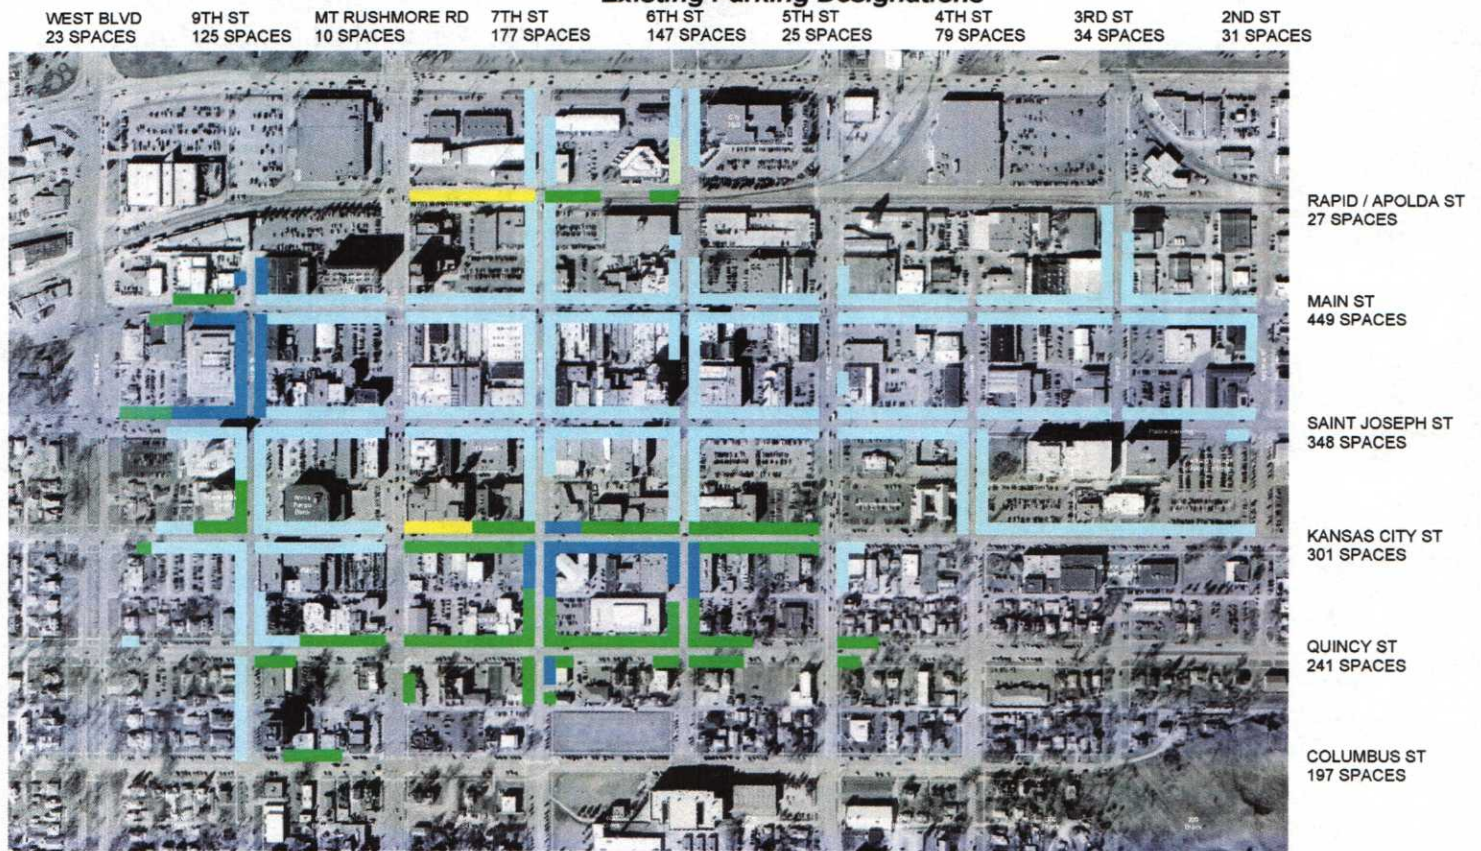 Existing Parking Designations
WEST BLVD
23 SPACES
9TH ST
125 SPACES
MT RUSHMORE RD
10 SPACES
7TH ST
177 SPACES
6TH ST
147 SPACES
5TH ST
25 SPACES
4TH ST
79 SPACES
3RD ST
34 SPACES
2ND ST
31 SPACES
RAPID / APOLDA ST
27 SPACES
MAIN ST
449 SPACES
SAINT JOSEPH ST
348 SPACES
KANSAS CITY ST
301 SPACES
QUINCY ST
241 SPACES
COLUMBUS ST
197 SPACES